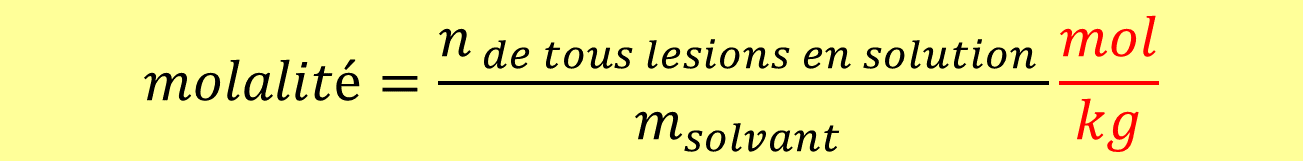 molalité = n de tous lesions en solution / m solvant mol / kg